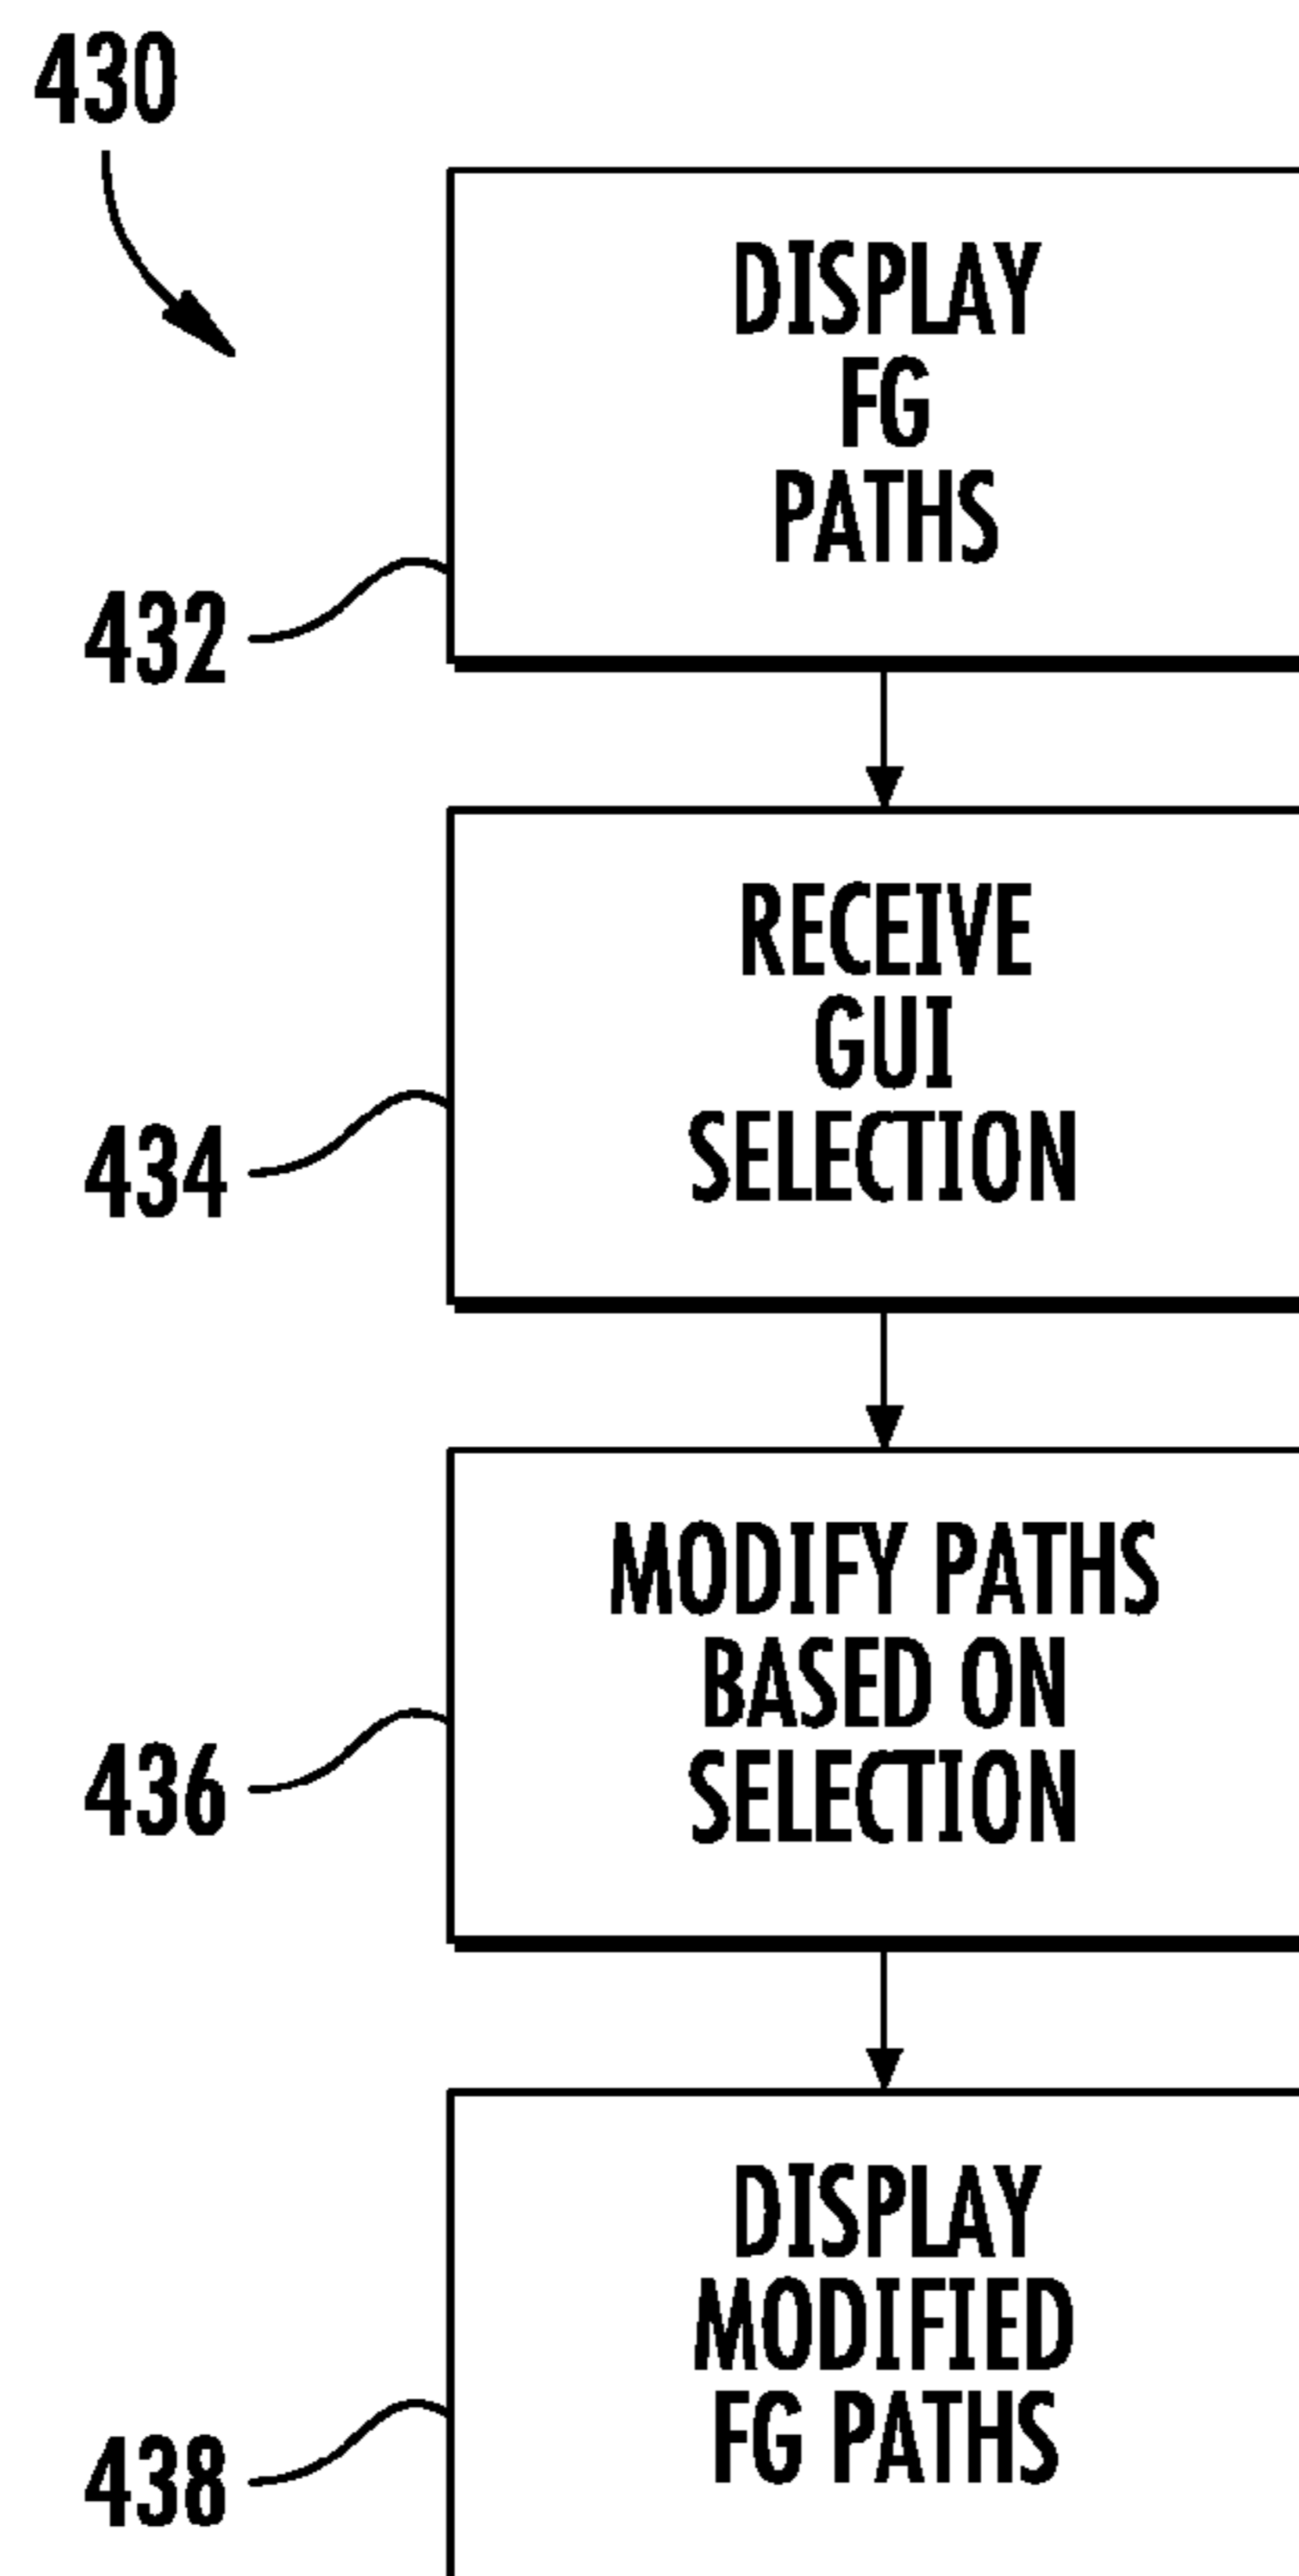 430
DISPLAY
FG
PATHS
432
RECEIVE
GUI
SELECTION
434
MODIFY PATHS
BASED ON
SELECTION
436
DISPLAY
MODIFIED
FG PATHS
438